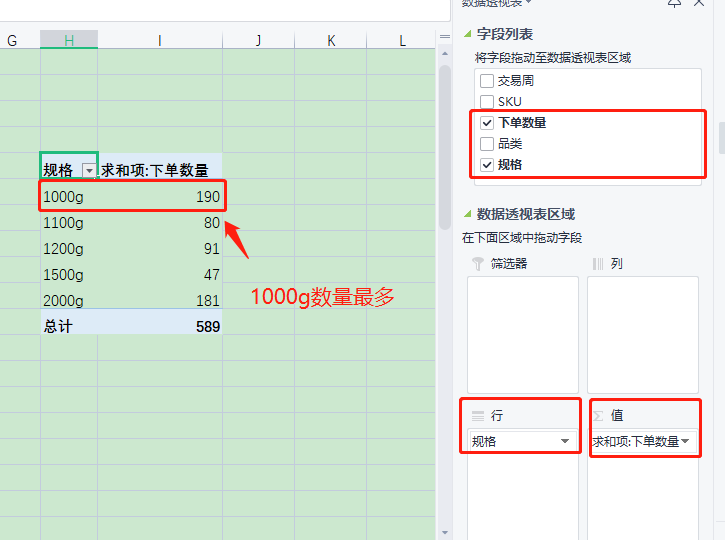 数据透视表
G H I J K L
字段列表
将字段拖动至数据透视表区域
交易周
SKU
下单数量
品类
规格
规格 求和项:下单数量
1000g 190
1100g 80
1200g 91
1500g 47
2000g 181
总计 589
1000g数量最多
数据透视表区域
在下面区域中拖动字段
筛选器 列
行 值
规格 求和项:下单数量